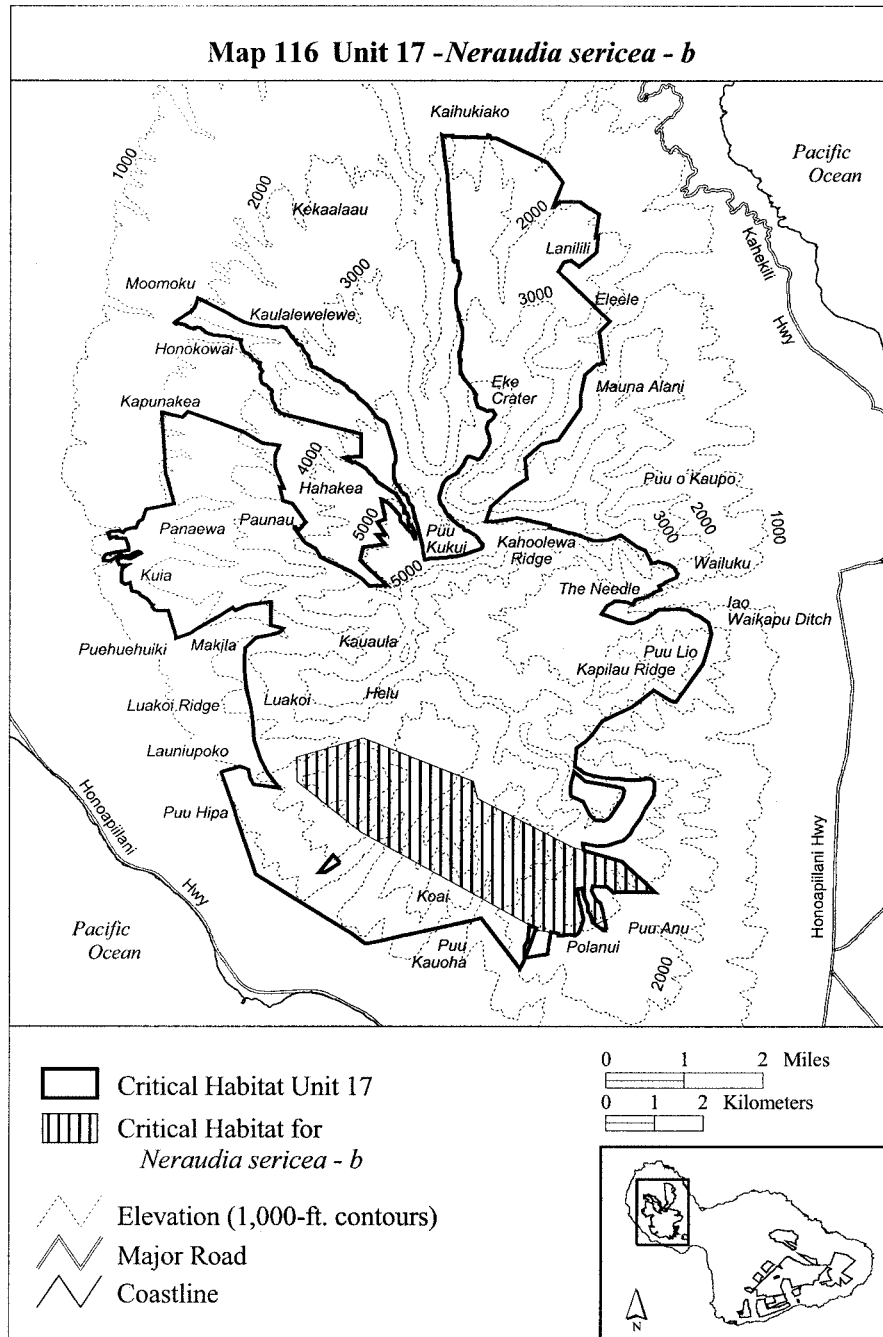 Map 116 Unit 17 -Neraudia sericea - b
Kaihukiako
Pacific
Ocean
1000
2000
Kekaalaau
2000
Lanilili
Kahekili
Hwy
3000
Moomoku
Kaulalewelewe
3000
Eleele
Honokowai
Eke
Crater
Mauna Alani
Kapunakea
4000
Hahakea
Puu o Kaupo
Panaewa
Paunau
5000
Puu
Kukui
Kahoolewa
Ridge
3000
2000
1000
Wailuku
Kuia
5000
The Needle
Iao
Waikapu Ditch
Puehuehuiki
Makila
Kauaula
Puu Lio
Kapilau Ridge
Luakoi Ridge
Luakoi
Helu
Launiupoko
Honoapiilani
Hwy
Puu Hipa
Honoapiilani Hwy
Koai
Pacific
Ocean
Puu
Kauoha
Polanui
Puu Anu
2000
Critical Habitat Unit 17
Critical Habitat for
Neraudia sericea - b
Elevation (1,000-ft. contours)
Major Road
Coastline
0 1 2 Miles
0 1 2 Kilometers
N